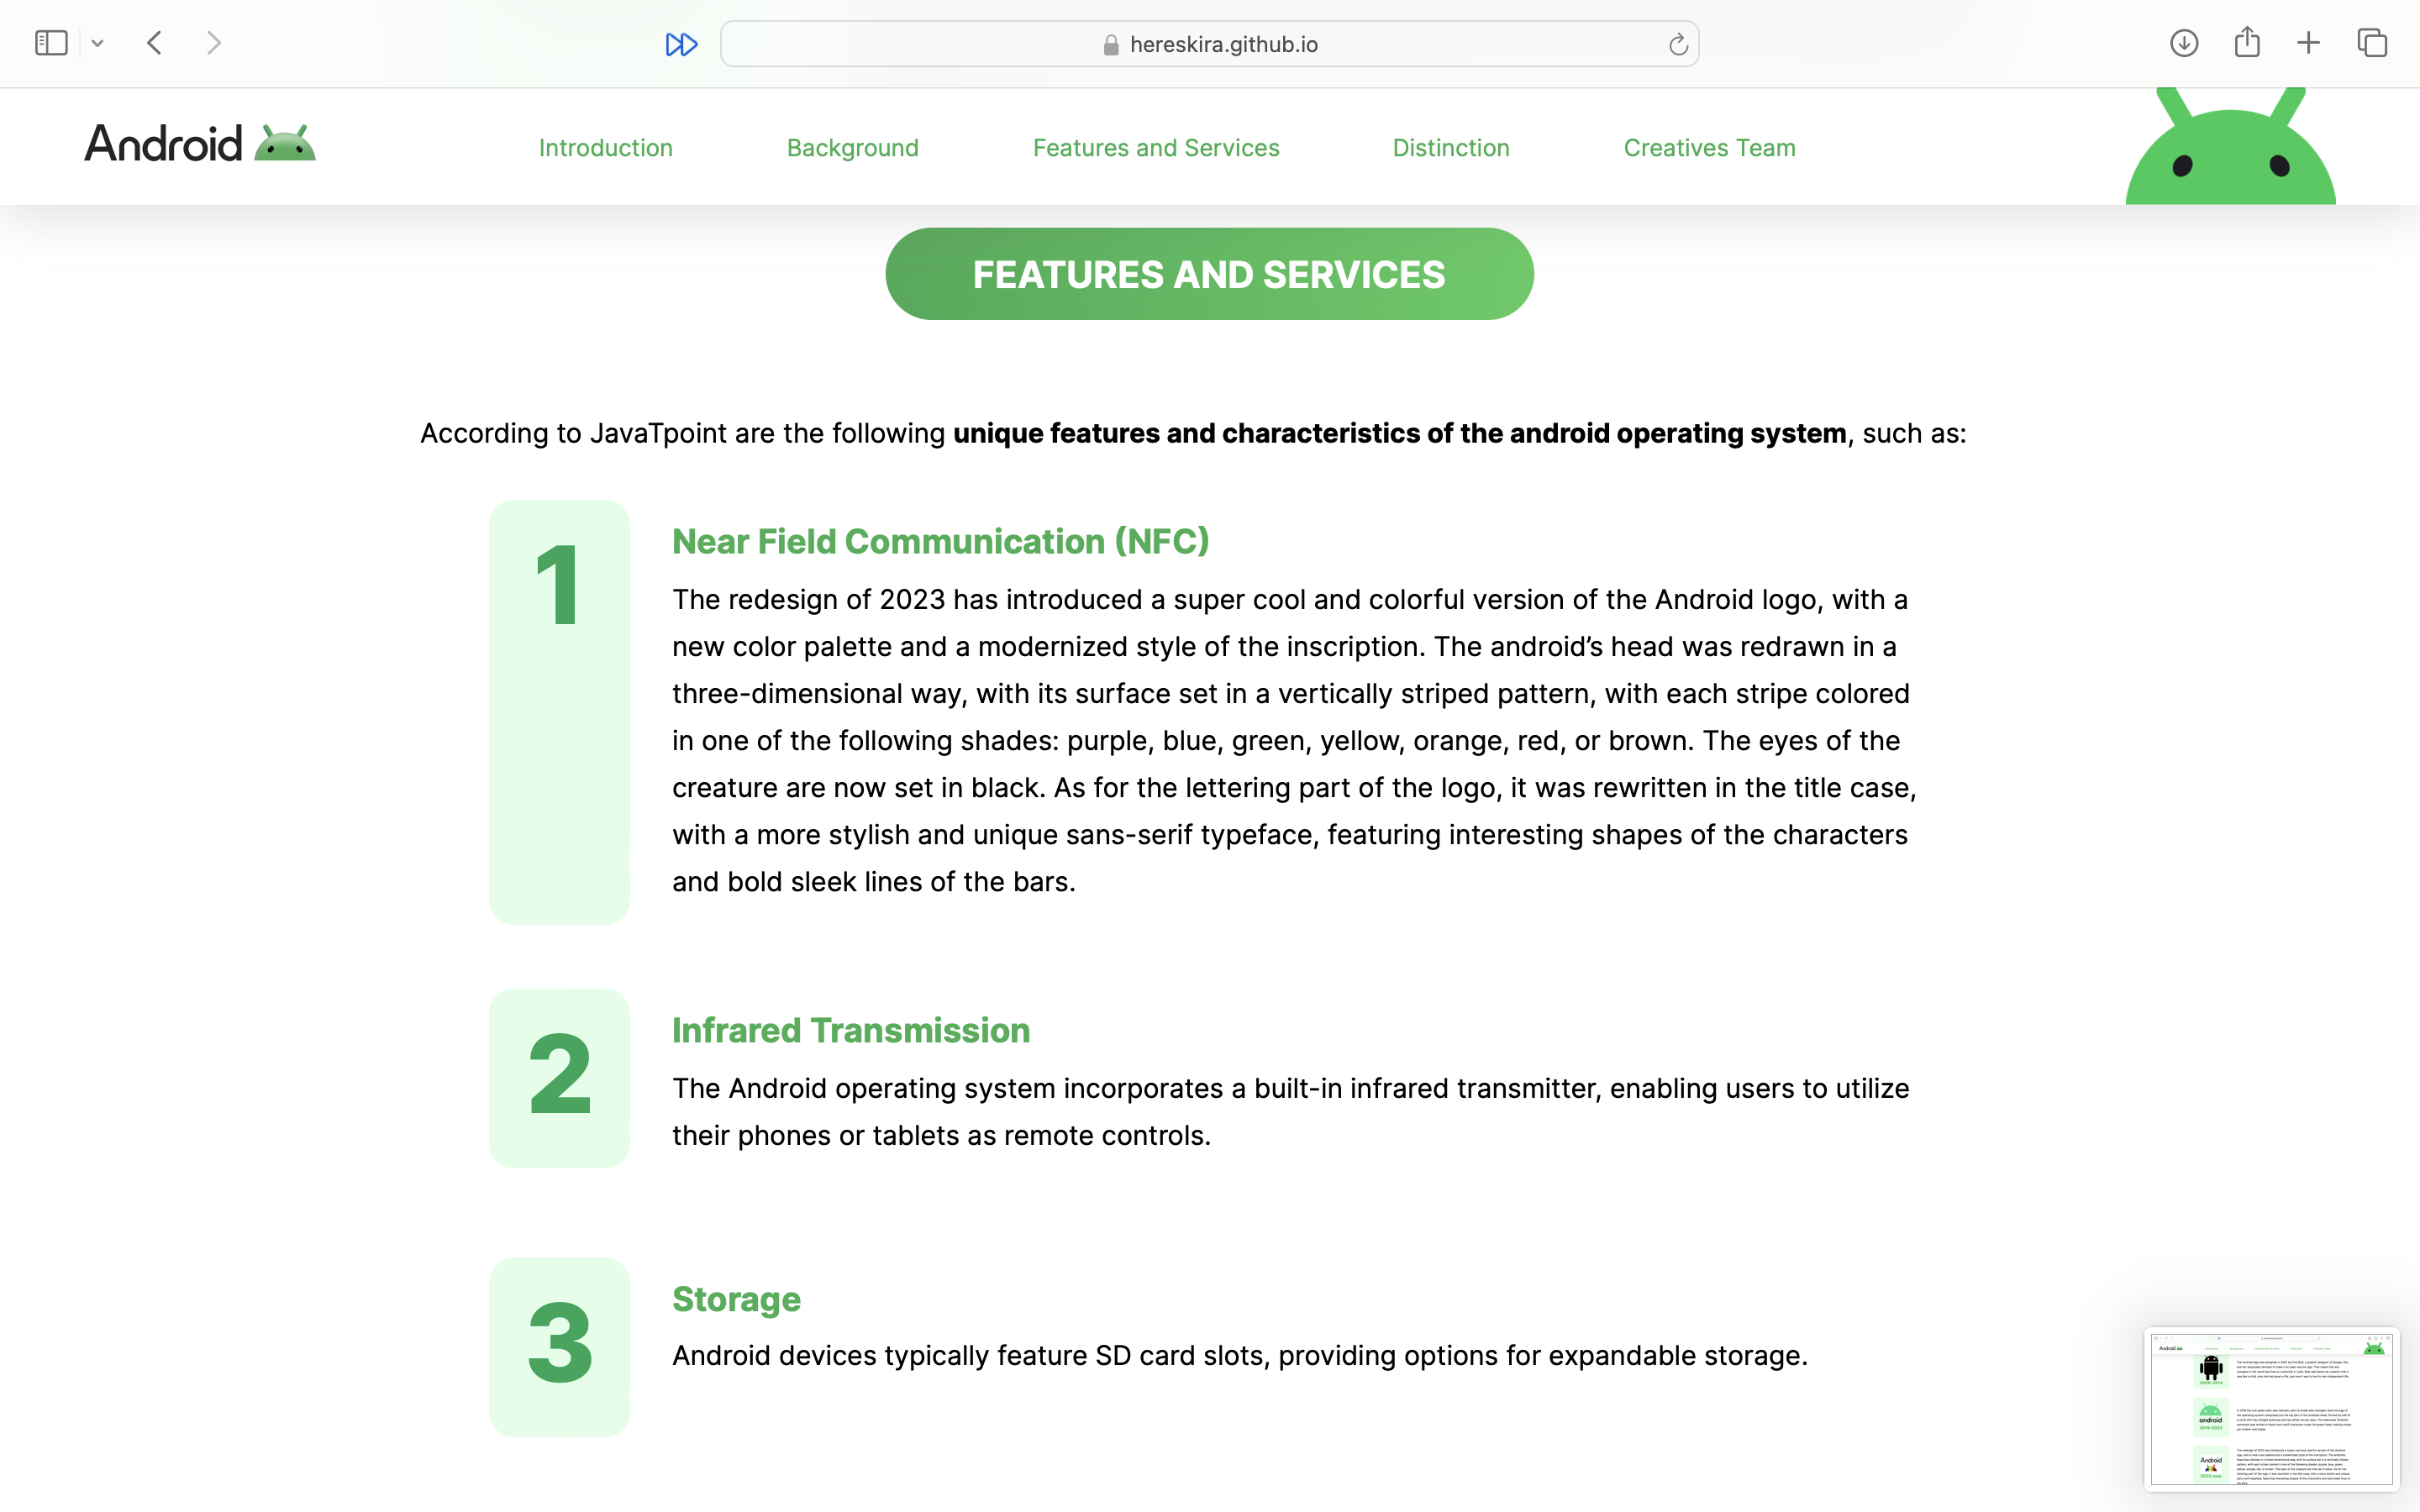 hereskira.github.io
Android
Introduction
Background
Features and Services
Distinction
Creatives Team
FEATURES AND SERVICES
According to JavaTpoint are the following unique features and characteristics of the android operating system, such as:
1
Near Field Communication (NFC)
The redesign of 2023 has introduced a super cool and colorful version of the Android logo, with a
new color palette and a modernized style of the inscription. The android’s head was redrawn in a
three-dimensional way, with its surface set in a vertically striped pattern, with each stripe colored
in one of the following shades: purple, blue, green, yellow, orange, red, or brown. The eyes of the
creature are now set in black. As for the lettering part of the logo, it was rewritten in the title case,
with a more stylish and unique sans-serif typeface, featuring interesting shapes of the characters
and bold sleek lines of the bars.
2
Infrared Transmission
The Android operating system incorporates a built-in infrared transmitter, enabling users to utilize
their phones or tablets as remote controls.
3
Storage
Android devices typically feature SD card slots, providing options for expandable storage.
Android
android
Android